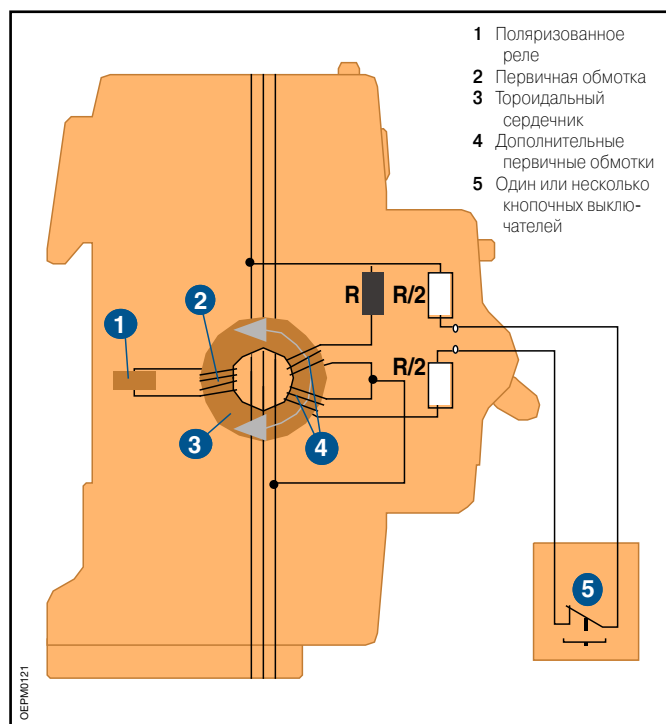 1 Поляризованное
реле
2 Первичная обмотка
3 Тороидальный
сердечник
4 Дополнительные
первичные обмотки
5 Один или несколько
кнопочных выклю-
чателей
R
R/2
R/2
1
2
3
4
5
OEPM0121